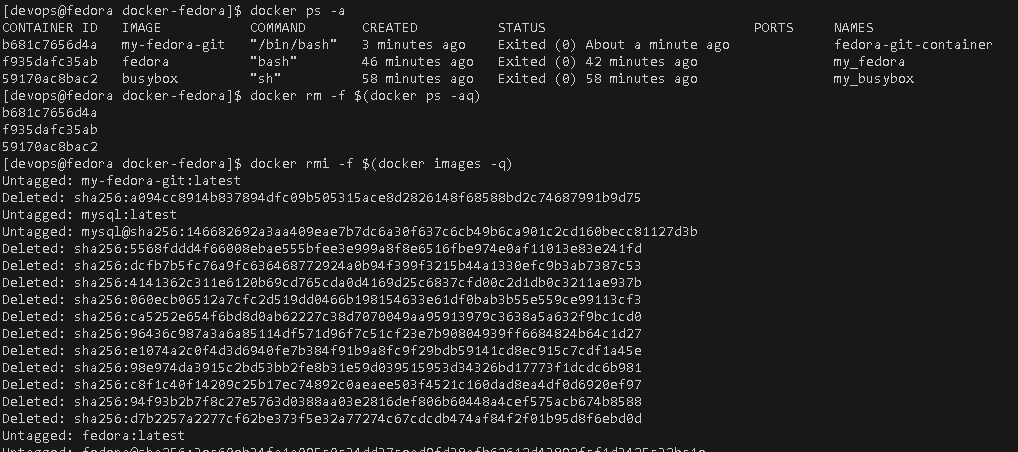 [devops@fedora docker-fedora]$ docker ps -a
CONTAINER ID   IMAGE           COMMAND       CREATED          STATUS                          PORTS     NAMES
b681c7656d4a   my-fedora-git   "/bin/bash"   3 minutes ago    Exited (0) About a minute ago             fedora-git-container
f935dafc35ab   fedora          "bash"        46 minutes ago   Exited (0) 42 minutes ago                 my_fedora
59170ac8bac2   busybox         "sh"          58 minutes ago   Exited (0) 58 minutes ago                 my_busybox
[devops@fedora docker-fedora]$ docker rm -f $(docker ps -aq)
b681c7656d4a
f935dafc35ab
59170ac8bac2
[devops@fedora docker-fedora]$ docker rmi -f $(docker images -q)
Untagged: my-fedora-git:latest
Deleted: sha256:a094cc8914b837894dfc09b505315ace8d2826148f68588bd2c74687991b9d75
Untagged: mysql:latest
Untagged: mysql@sha256:146682692a3aa409eae7b7dc6a30f637c6cb49b6ca901c2cd160becc81127d3b
Deleted: sha256:5568fddd4f66008ebae555bfee3e999a8f8e6516fbe974e0af11013e83e241fd
Deleted: sha256:dcfb7b5fc76a9fc636468772924a0b94f399f3215b44a1330efc9b3ab7387c53
Deleted: sha256:4141362c311e6120b69cd765cda0d4169d25c6837cfd00c2d1db0c3211ae937b
Deleted: sha256:060ecb06512a7cfc2d519dd0466b198154633e61df0bab3b55e559ce99113cf3
Deleted: sha256:ca5252e654f6bd8d0ab62227c38d7070049aa95913979c3638a5a632f9bc1cd0
Deleted: sha256:96436c987a3a6a85114df571d96f7c51cf23e7b90804939ff6684824b64c1d27
Deleted: sha256:e1074a2c0f4d3d6940fe7b384f91b9a8fc9f29bdb59141cd8ec915c7cdf1a45e
Deleted: sha256:98e974da3915c2bd53bb2fe8b31e59d039515953d34326bd17773f1dcdc6b981
Deleted: sha256:c8f1c40f14209c25b17ec74892c0aeaee503f4521c160dad8ea4df0d6920ef97
Deleted: sha256:94f93b2b7f8c27e5763d0388aa03e2816def806b60448a4cef575acb674b8588
Deleted: sha256:d7b2257a2277cf62be373f5e32a77274c67cdcdb474af84f2f01b95d8f6ebd0d
Untagged: fedora:latest